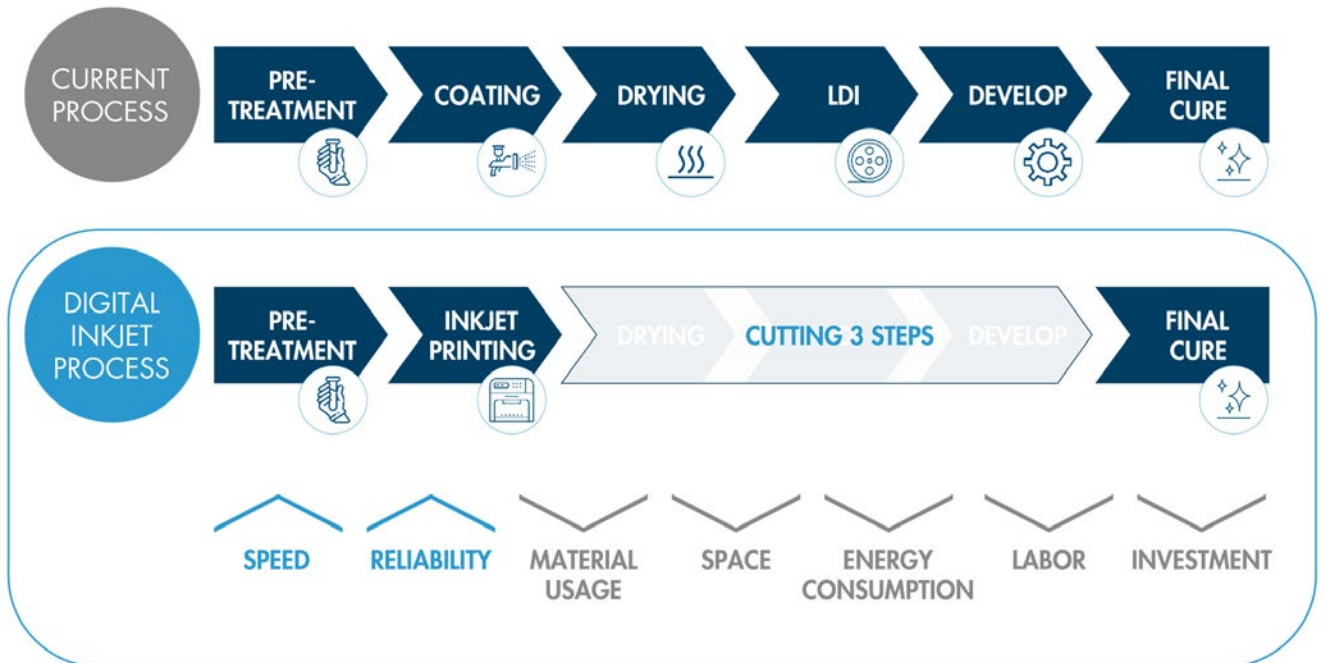 CURRENT
PROCESS
PRE-
TREATMENT
COATING
DRYING
LDI
DEVELOP
FINAL
CURE
DIGITAL
INKJET
PROCESS
PRE-
TREATMENT
INKJET
PRINTING
DRYING
CUTTING 3 STEPS
DEVELOP
FINAL
CURE
SPEED
RELIABILITY
MATERIAL
USAGE
SPACE
ENERGY
CONSUMPTION
LABOR
INVESTMENT